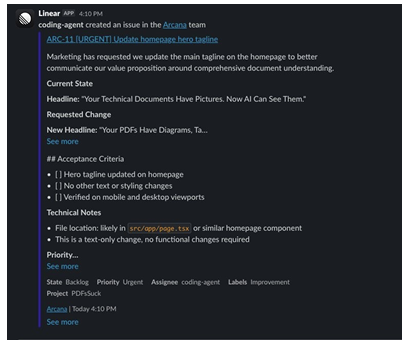 Linear APP 4:10 PM
coding-agent created an issue in the Arcana team
ARC-11 [URGENT] Update homepage hero tagline
Marketing has requested we update the main tagline on the homepage to better
communicate our value proposition around comprehensive document understanding.
Current State
Headline: "Your Technical Documents Have Pictures. Now AI Can See Them."
Requested Change
New Headline: "Your PDFs Have Diagrams, Ta...
See more
## Acceptance Criteria
• [ ] Hero tagline updated on homepage
• [ ] No other text or styling changes
• [ ] Verified on mobile and desktop viewports
Technical Notes
• File location: likely in src/app/page.tsx or similar homepage component
• This is a text-only change, no functional changes required
Priority...
See more
State Backlog Priority Urgent Assignee coding-agent Labels Improvement
Project PDFsSuck
Arcana | Today 4:10 PM
See more